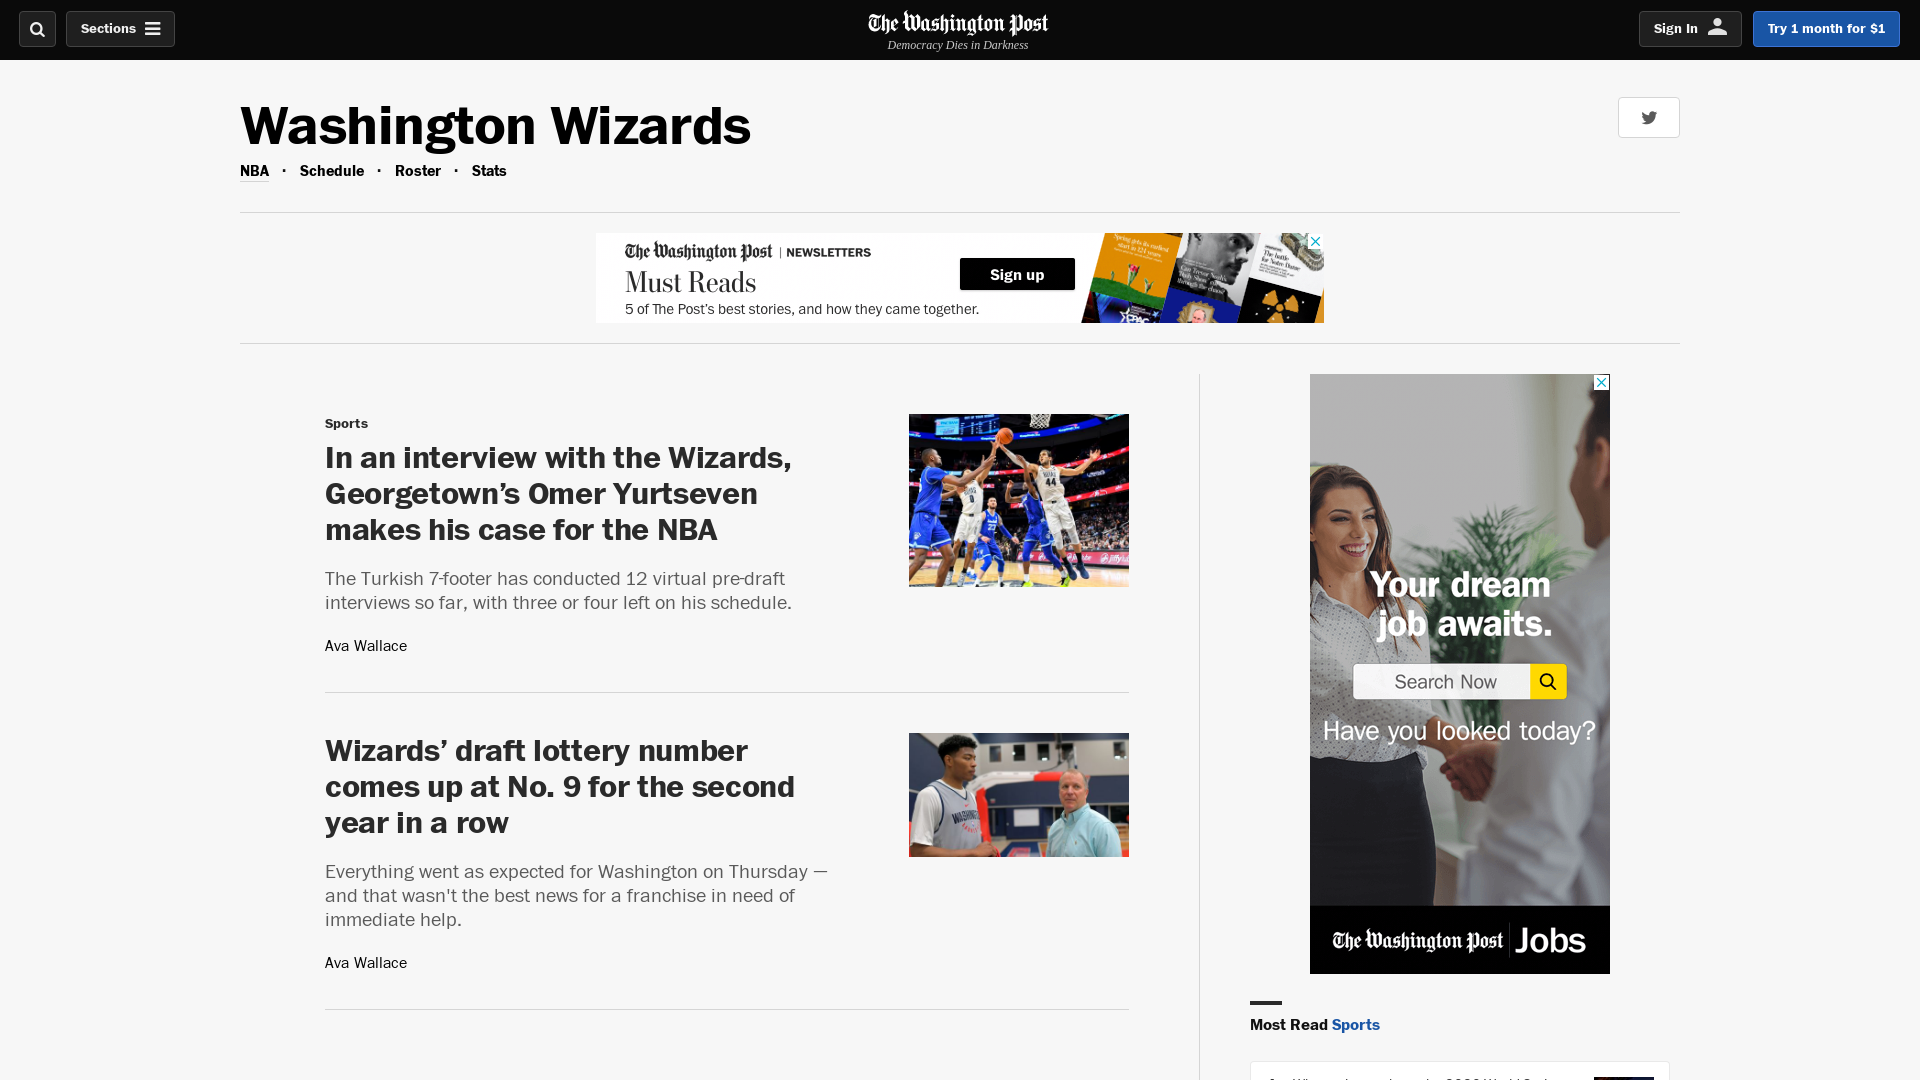 Sections
The Washington Post
Democracy Dies in Darkness
Sign In
Try 1 month for $1
Washington Wizards
NBA · Schedule · Roster · Stats
The Washington Post | NEWSLETTERS
Must Reads
5 of The Post's best stories, and how they came together.
Sign up
Sports
In an interview with the Wizards,
Georgetown’s Omer Yurtseven
makes his case for the NBA
The Turkish 7-footer has conducted 12 virtual pre-draft
interviews so far, with three or four left on his schedule.
Ava Wallace
Wizards’ draft lottery number
comes up at No. 9 for the second
year in a row
Everything went as expected for Washington on Thursday —
and that wasn't the best news for a franchise in need of
immediate help.
Ava Wallace
Your dream
job awaits.
Search Now
Have you looked today?
The Washington Post | Jobs
Most Read Sports